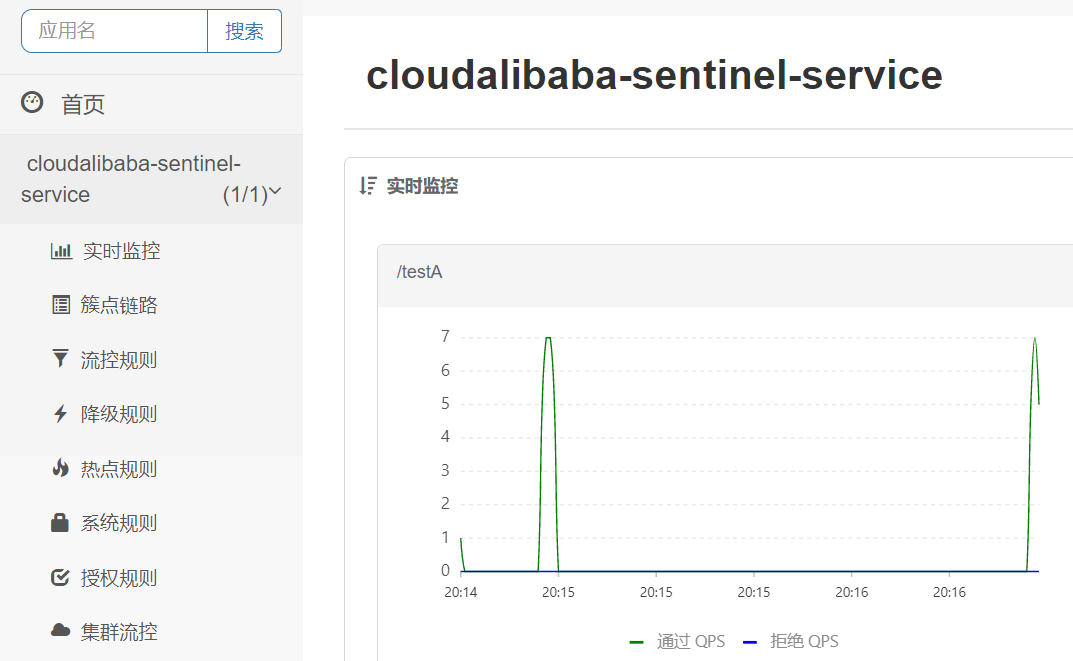 应用名 搜索
首页
cloudalibaba-sentinel-
service (1/1)
实时监控
簇点链路
流控规则
降级规则
热点规则
系统规则
授权规则
集群流控
cloudalibaba-sentinel-service
实时监控
/testA
7
6
5
4
3
2
1
0
20:14 20:15 20:15 20:15 20:16 20:16
通过 QPS 拒绝 QPS